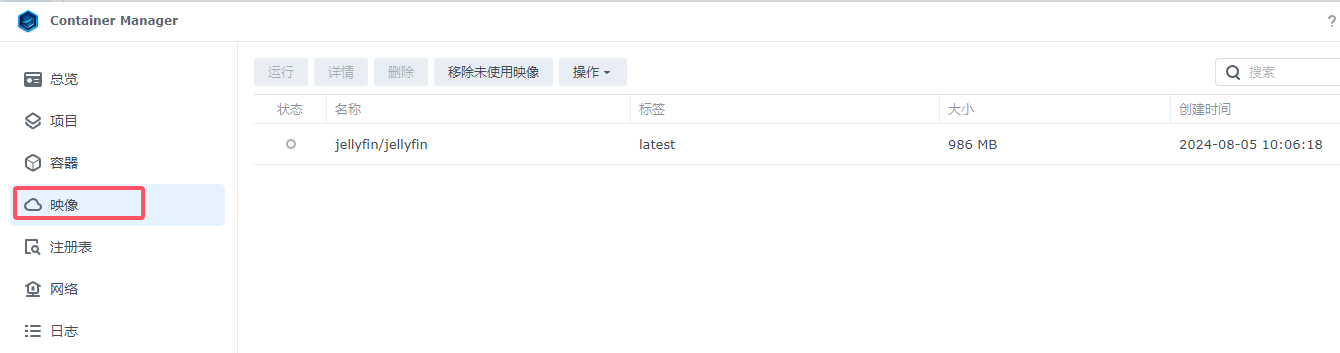 Container Manager
?
总览
项目
容器
映像
注册表
网络
日志
运行 详情 删除 移除未使用映像 操作 搜索
状态 名称 标签 大小 创建时间
jellyfin/jellyfin latest 986 MB 2024-08-05 10:06:18